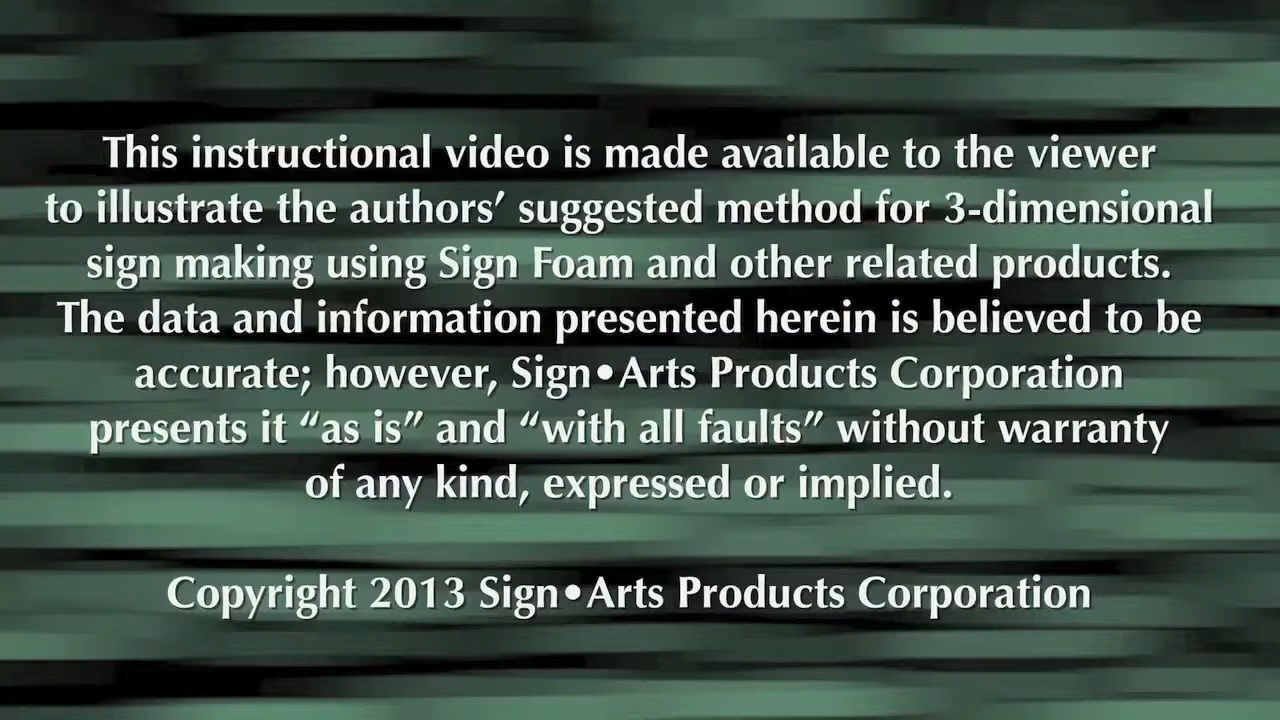 This instructional video is made available to the viewer
to illustrate the authors’ suggested method for 3-dimensional
sign making using Sign Foam and other related products.
The data and information presented herein is believed to be
accurate; however, Sign•Arts Products Corporation
presents it “as is” and “with all faults” without warranty
of any kind, expressed or implied.
Copyright 2013 Sign•Arts Products Corporation